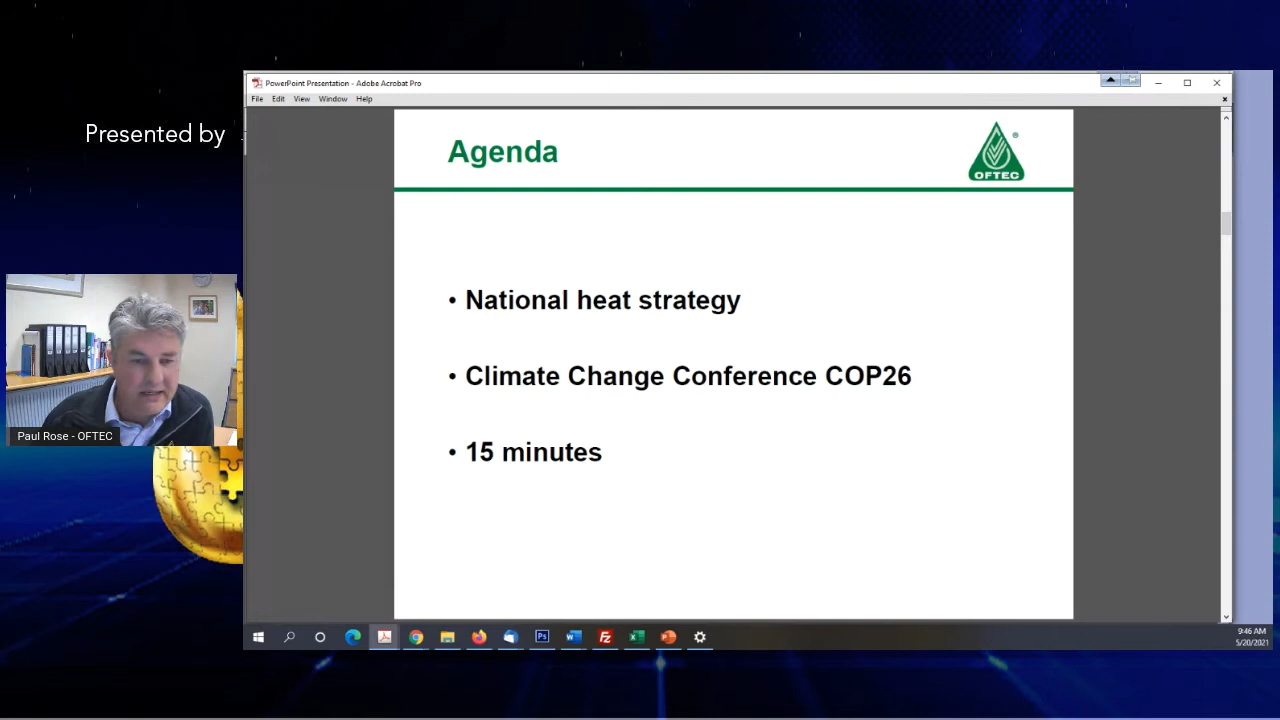 Presented by
PowerPoint Presentation - Adobe Acrobat Pro
File Edit View Window Help
Agenda
OFTEC
®
• National heat strategy
• Climate Change Conference COP26
• 15 minutes
Paul Rose - OFTEC
9:46 AM
5/20/2021